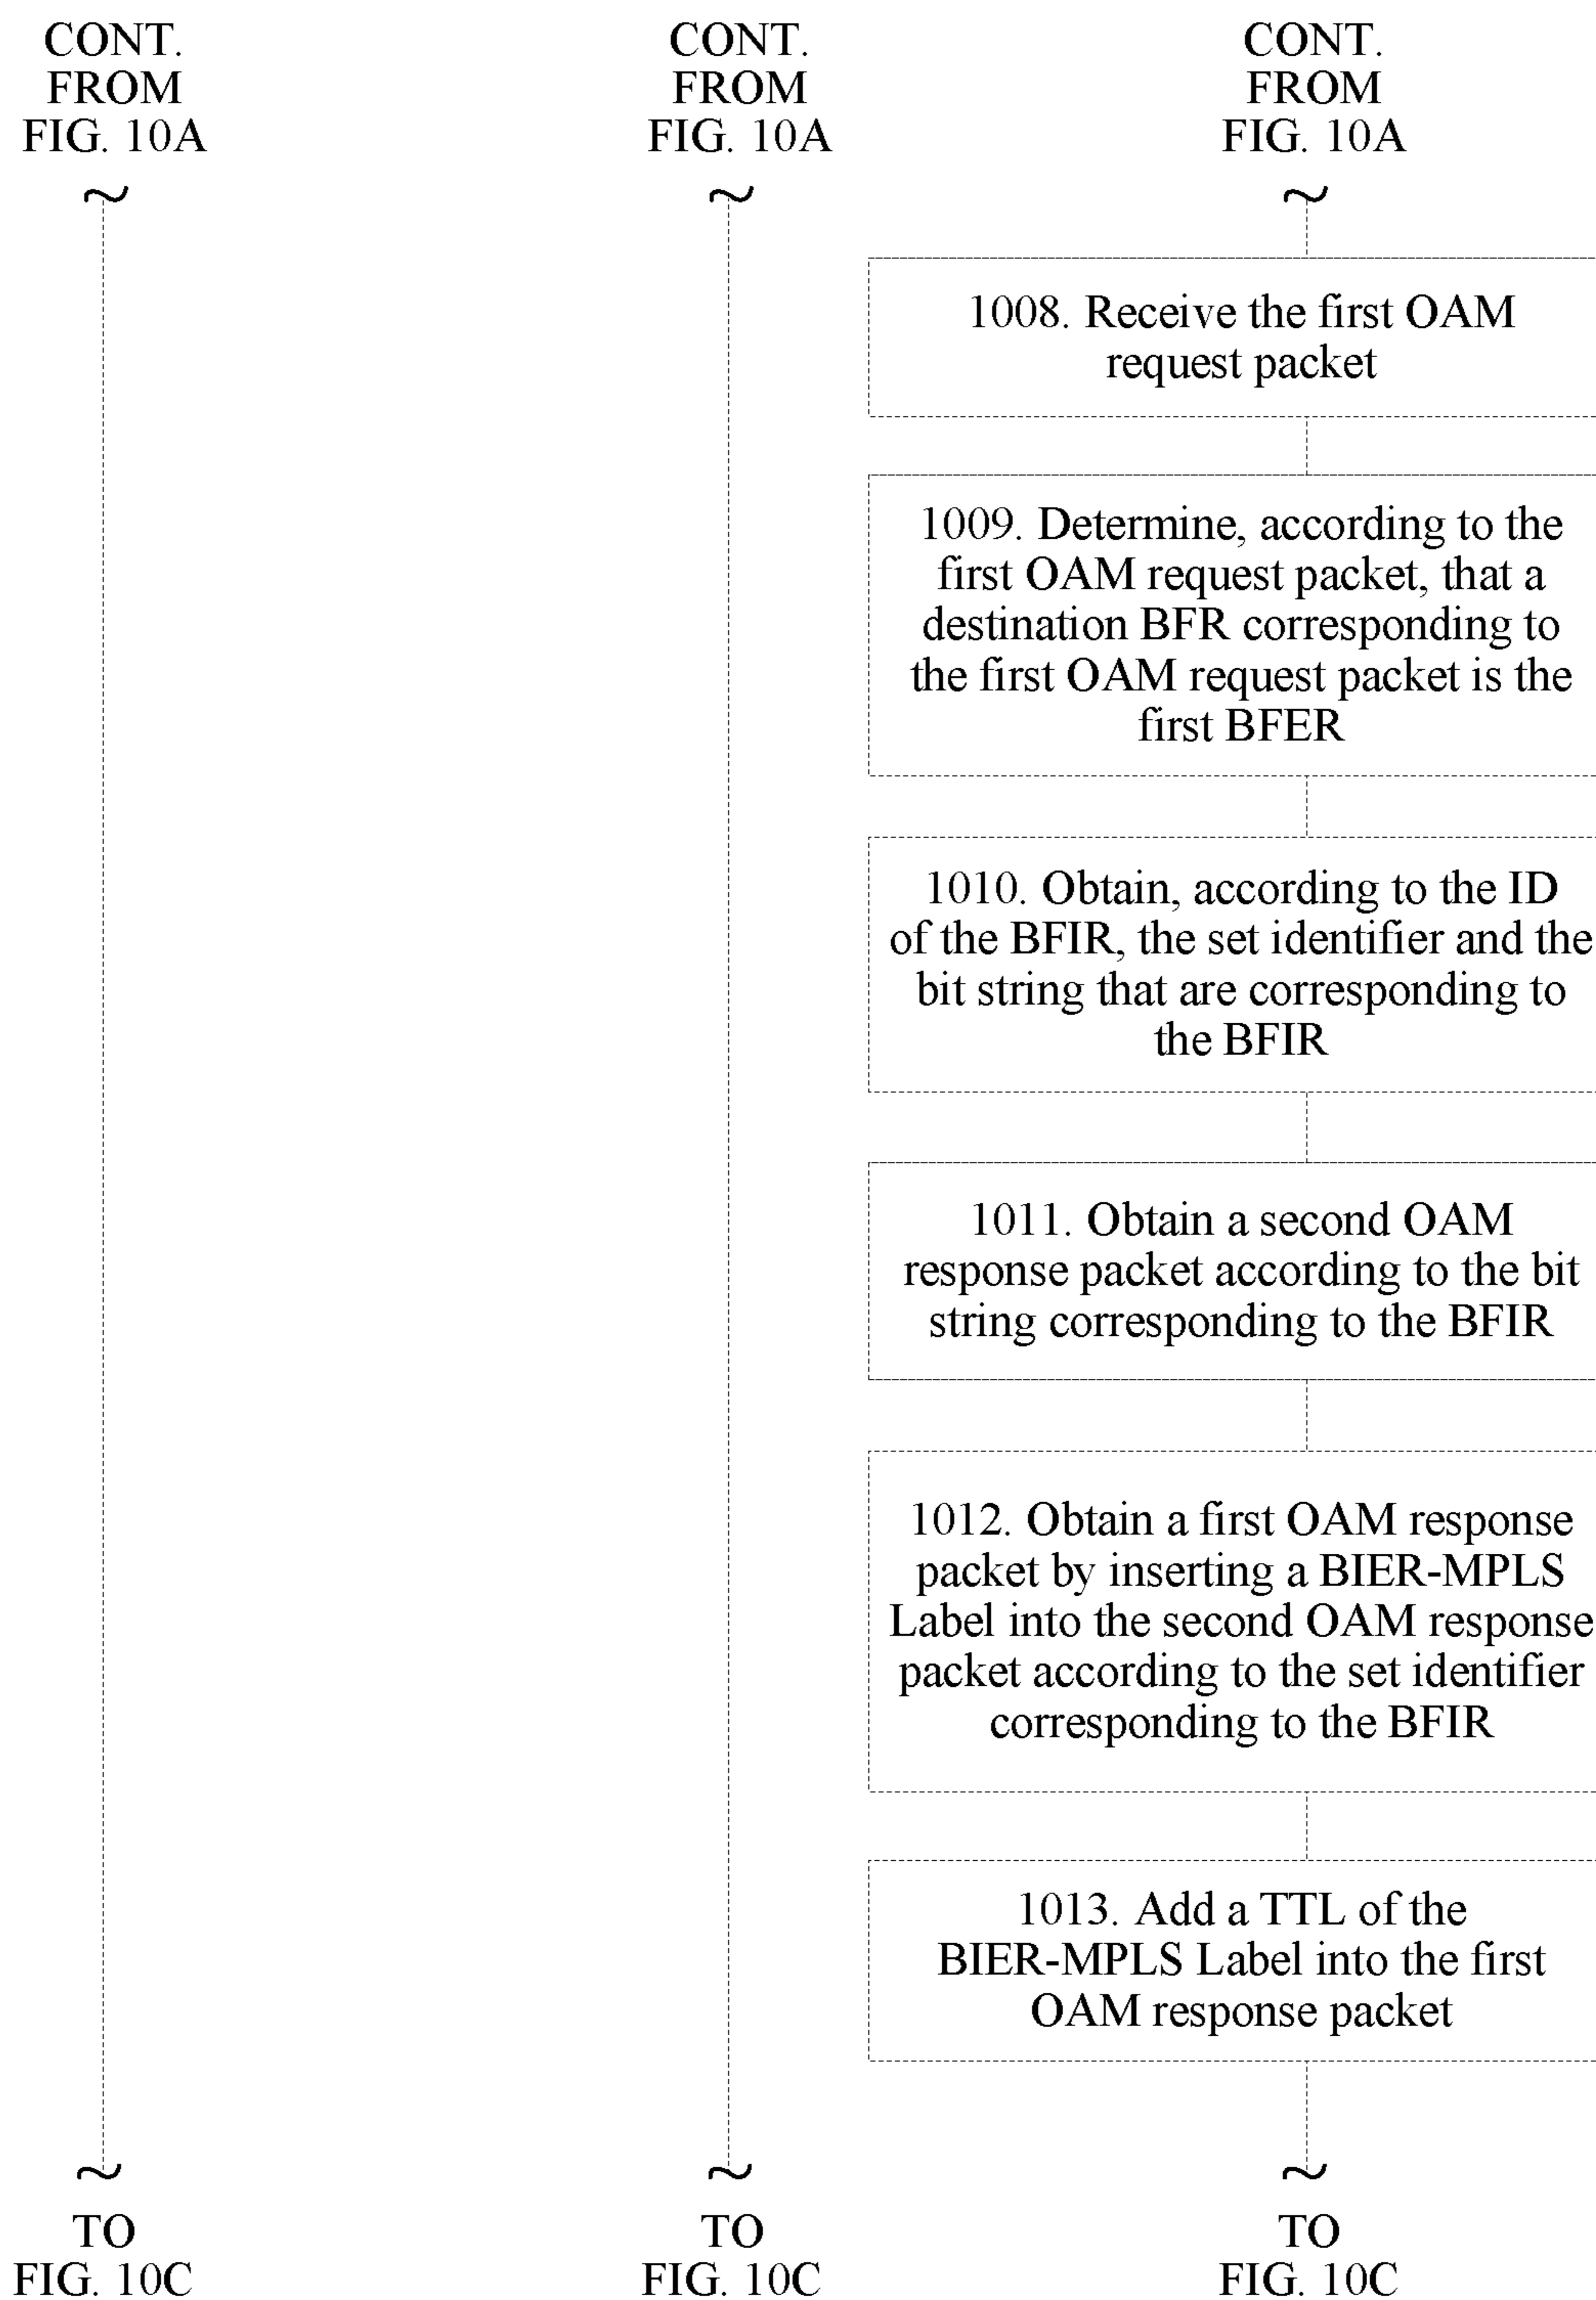 CONT.
FROM
FIG. 10A
CONT.
FROM
FIG. 10A
CONT.
FROM
FIG. 10A
1008. Receive the first OAM
request packet
1009. Determine, according to the
first OAM request packet, that a
destination BFR corresponding to
the first OAM request packet is the
first BFER
1010. Obtain, according to the ID
of the BFIR, the set identifier and the
bit string that are corresponding to
the BFIR
1011. Obtain a second OAM
response packet according to the bit
string corresponding to the BFIR
1012. Obtain a first OAM response
packet by inserting a BIER-MPLS
Label into the second OAM response
packet according to the set identifier
corresponding to the BFIR
1013. Add a TTL of the
BIER-MPLS Label into the first
OAM response packet
TO
FIG. 10C
TO
FIG. 10C
TO
FIG. 10C